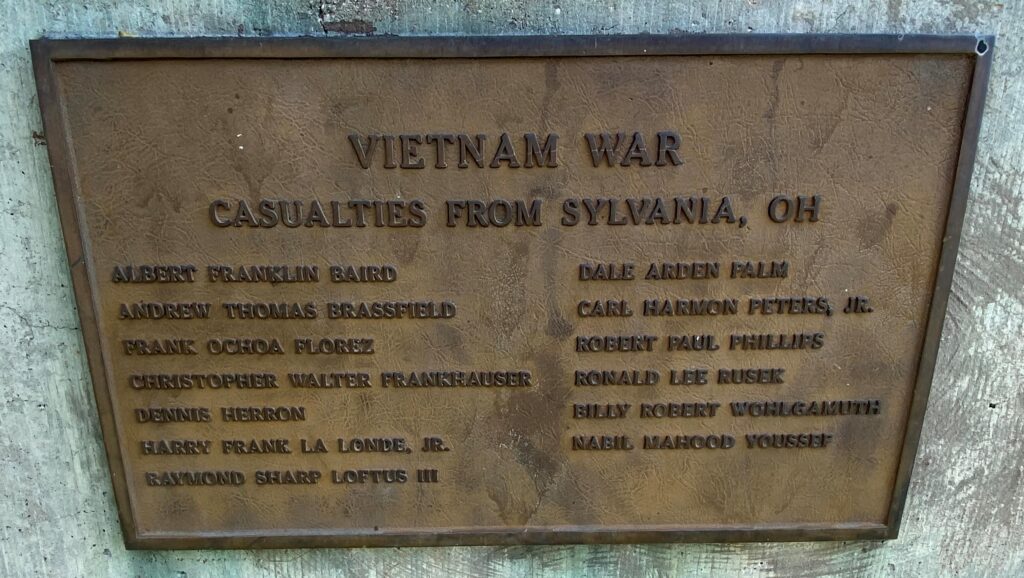 VIETNAM WAR
CASUALTIES FROM SYLVANIA, OH
ALBERT FRANKLIN BAIRD
ANDREW THOMAS BRASSFIELD
FRANK OCHOA FLOREZ
CHRISTOPHER WALTER FRANKHAUSER
DENNIS HERRON
HARRY FRANK LA LONDE, JR.
RAYMOND SHARP LOFTUS III
DALE ARDEN PALM
CARL HARMON PETERS, JR.
ROBERT PAUL PHILLIPS
RONALD LEE RUSEK
BILLY ROBERT WOHLGAMUTH
NABIL MAHOOD YOUSSEF